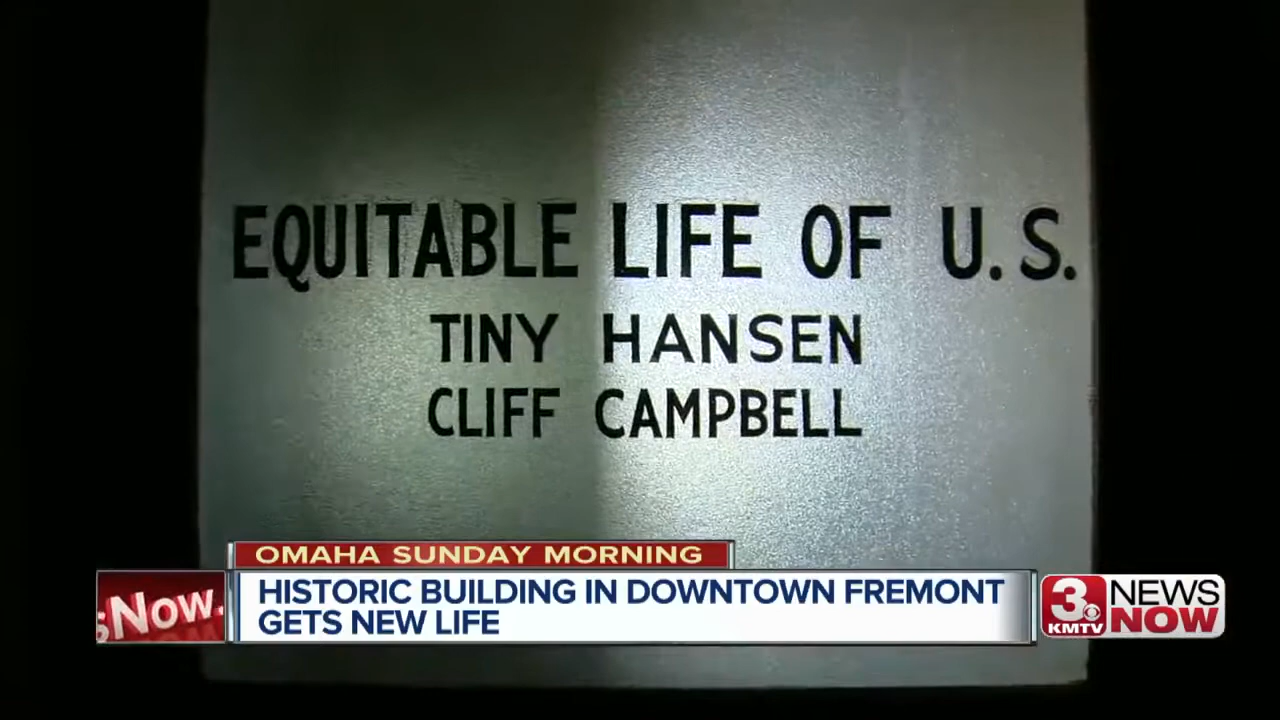 EQUITABLE LIFE OF U.S.
TINY HANSEN
CLIFF CAMPBELL
OMAHA SUNDAY MORNING
HISTORIC BUILDING IN DOWNTOWN FREMONT
GETS NEW LIFE
sNow.
3 NEWS
KMTV NOW